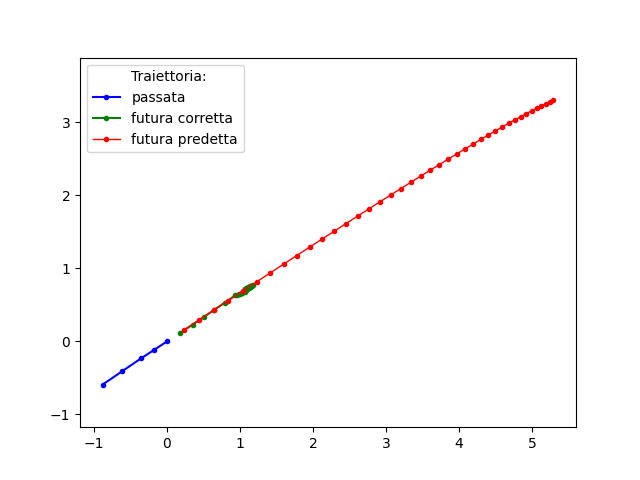 Traiettoria:
passata
futura corretta
futura predetta
3
2
1
0
−1
−1 0 1 2 3 4 5